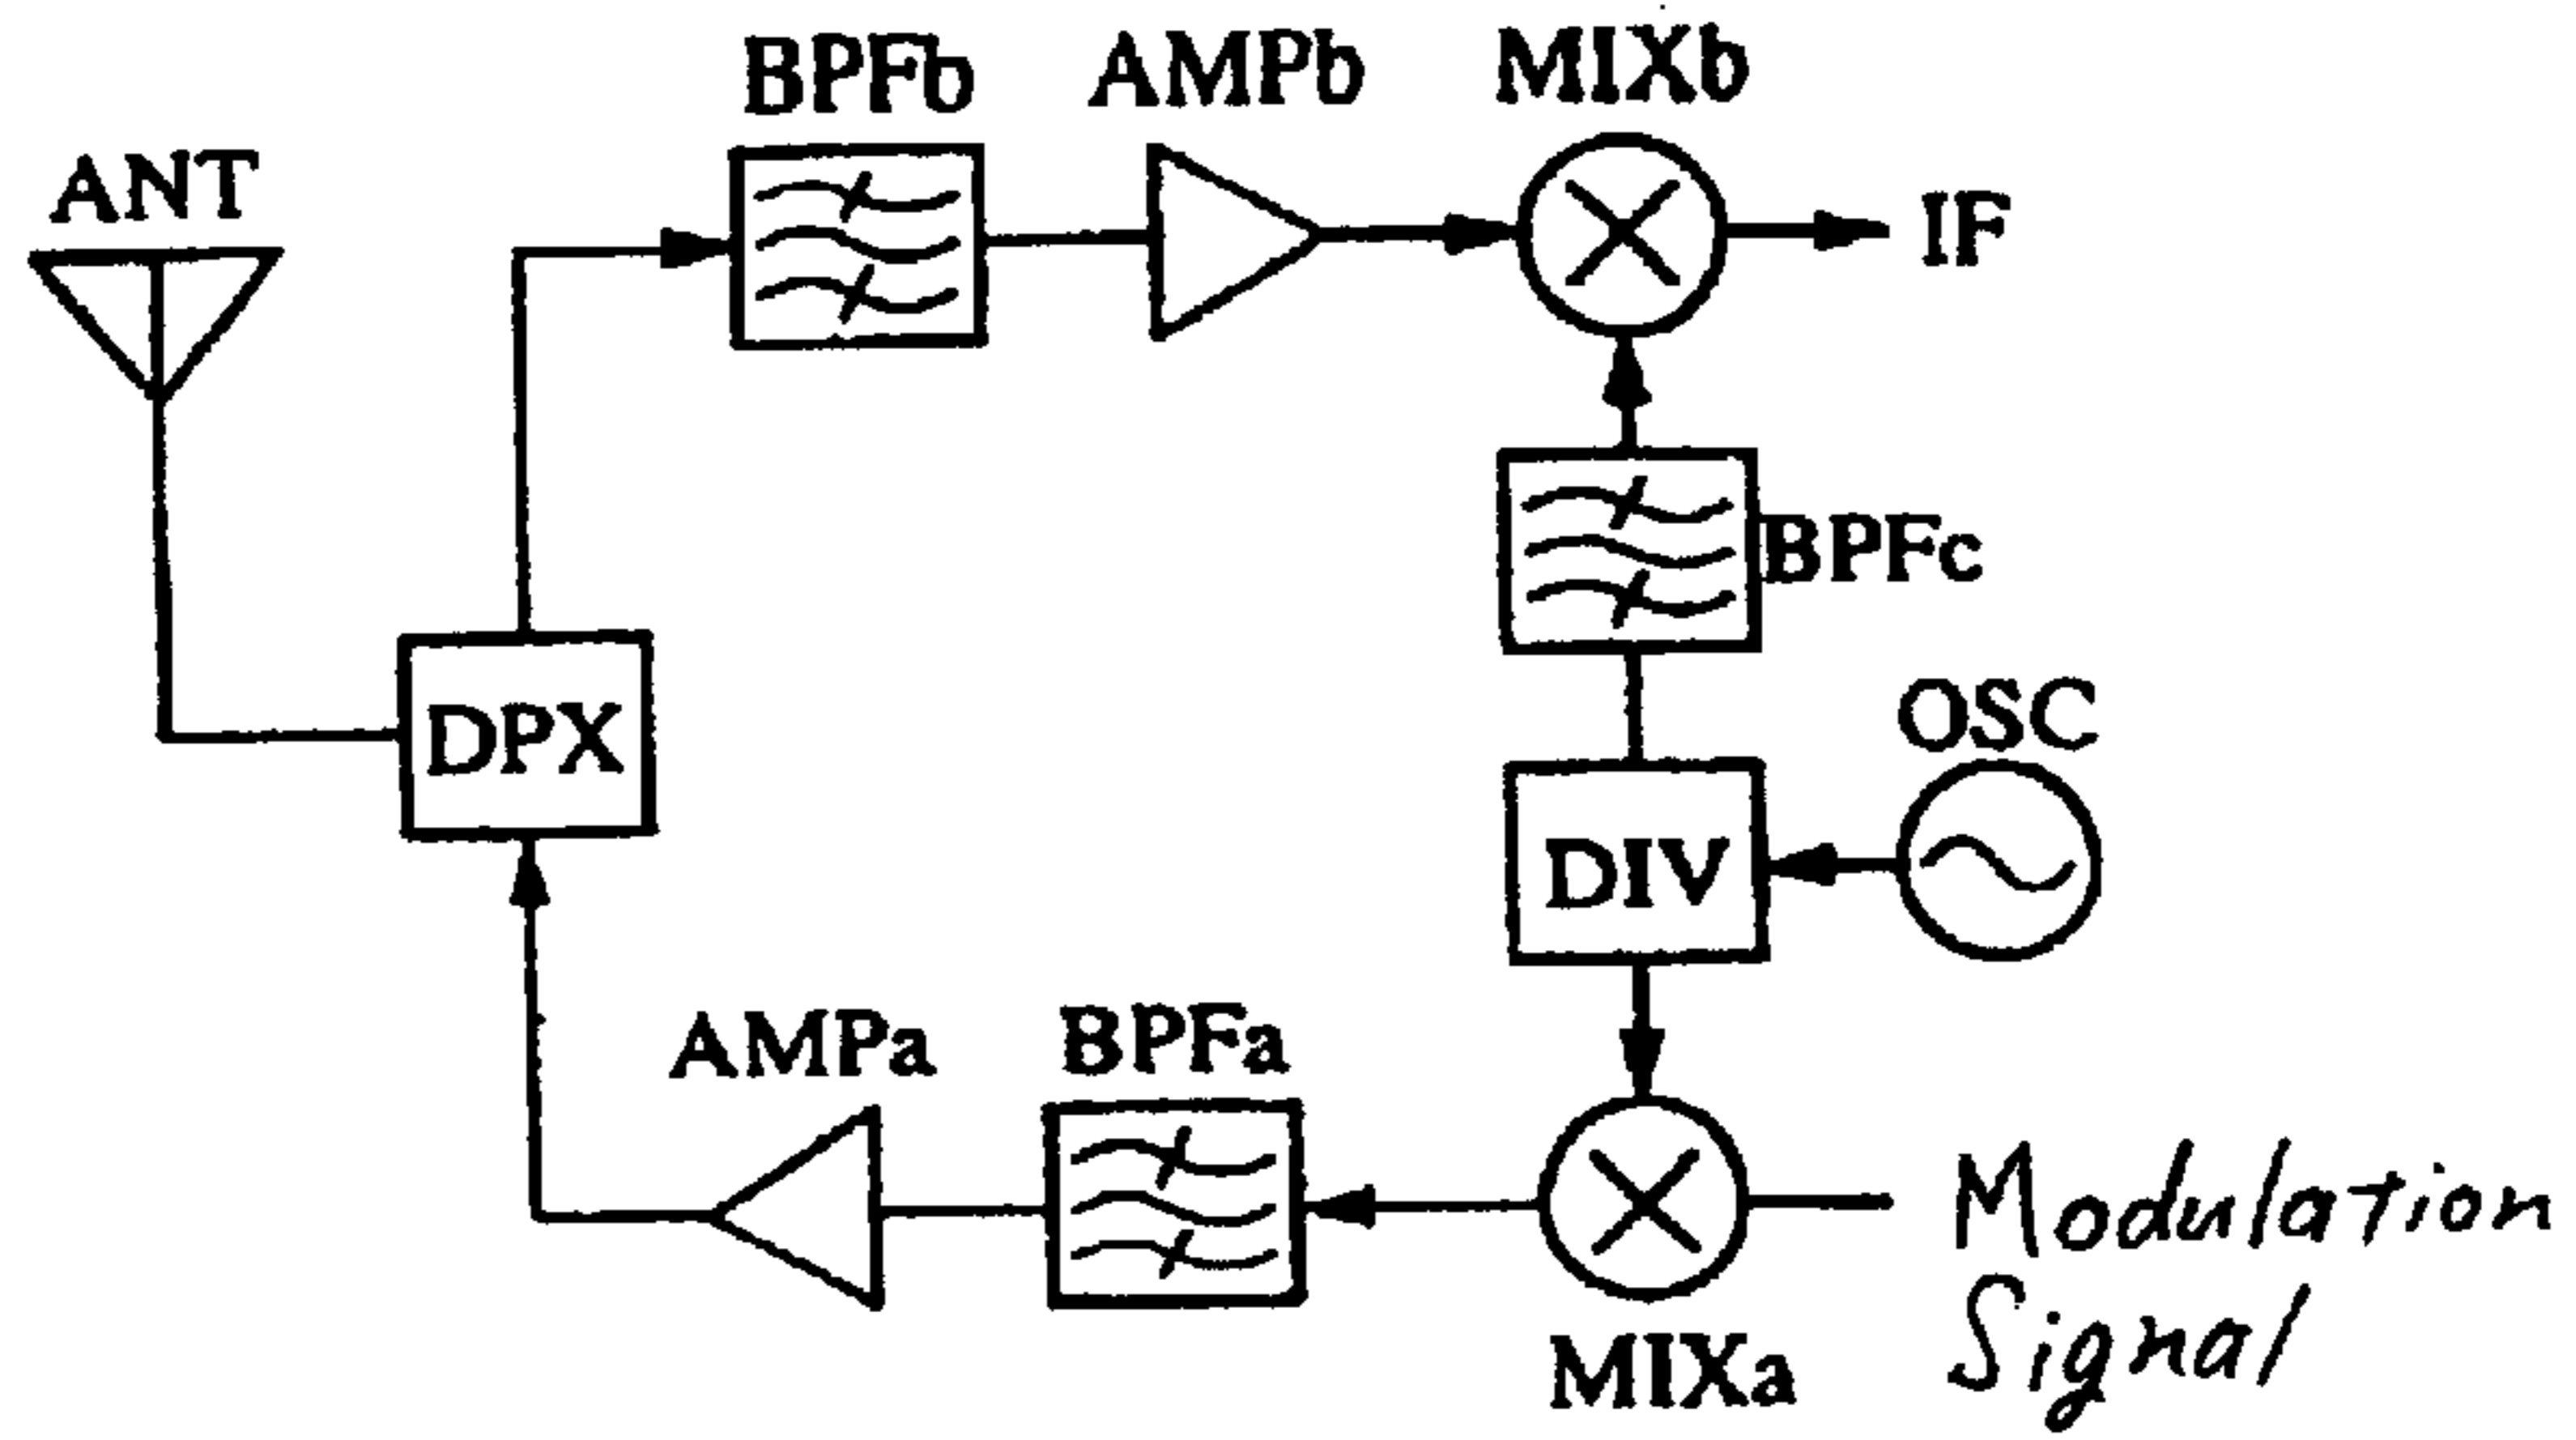 BPFb
AMPb
MIXb
ANT
IF
BPFc
DPX
OSC
DIV
AMPa
BPFa
Modulation
Signal
MIXa